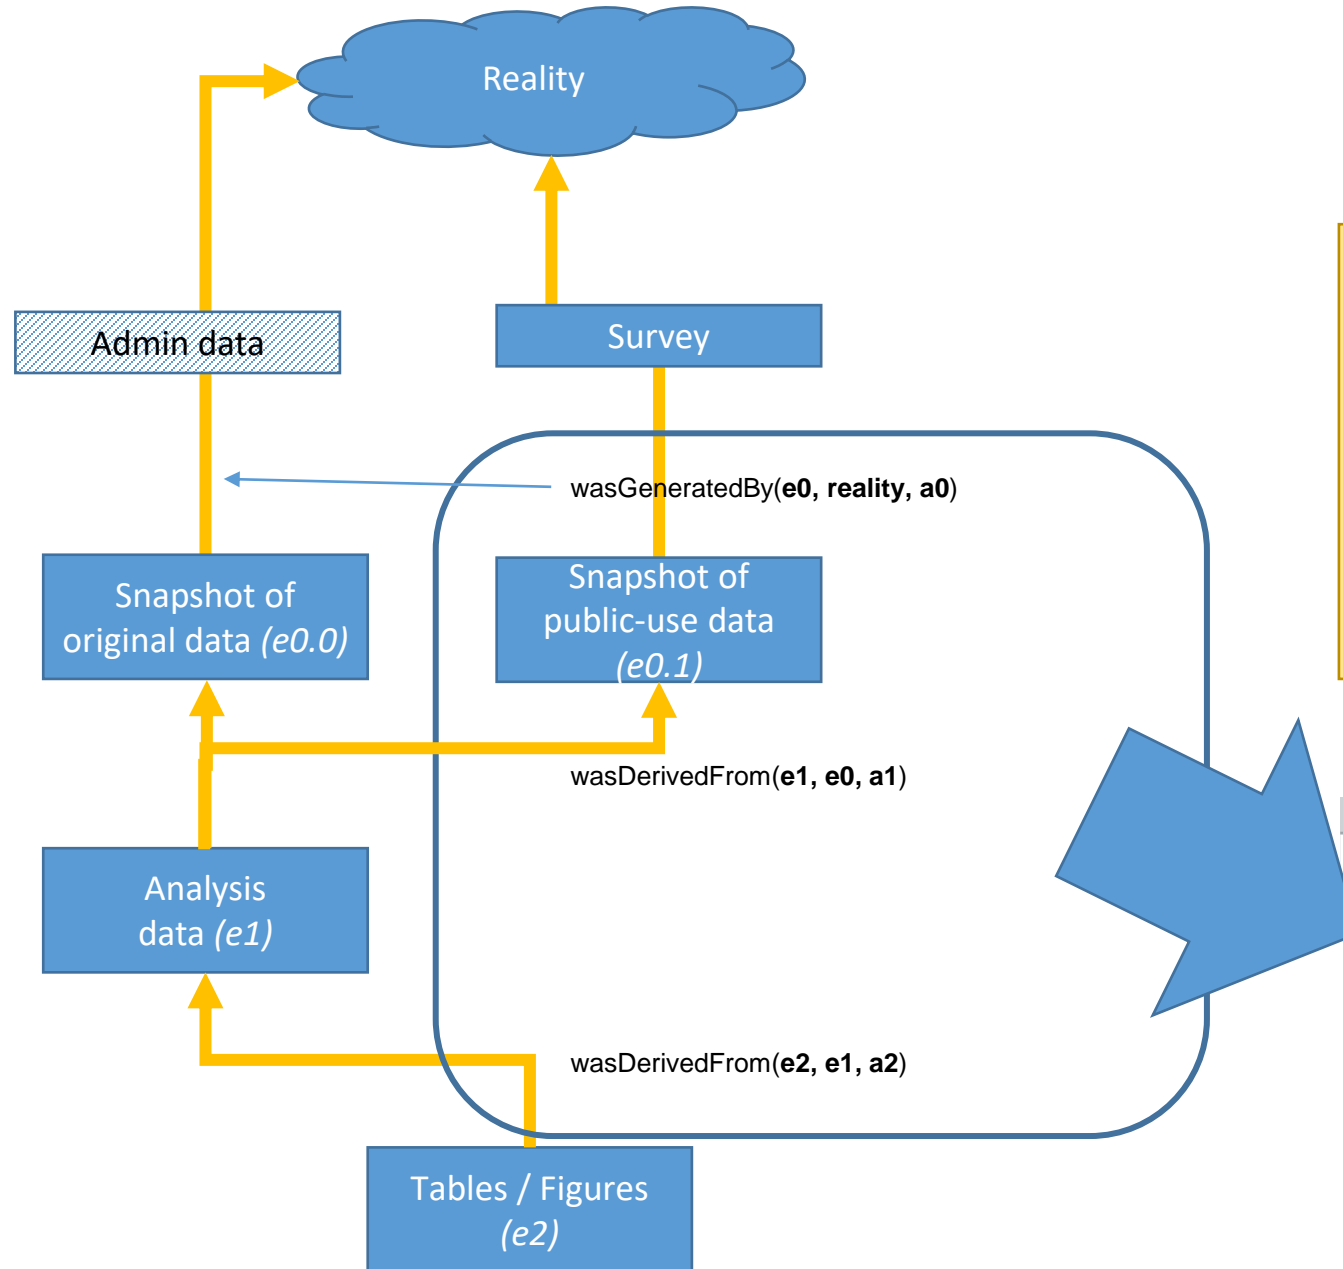 Reality
Admin data
Survey
wasGeneratedBy(e0, reality, a0)
Snapshot of
original data (e0.0)
Snapshot of
public-use data
(e0.1)
wasDerivedFrom(e1, e0, a1)
Analysis
data (e1)
wasDerivedFrom(e2, e1, a2)
Tables / Figures
(e2)